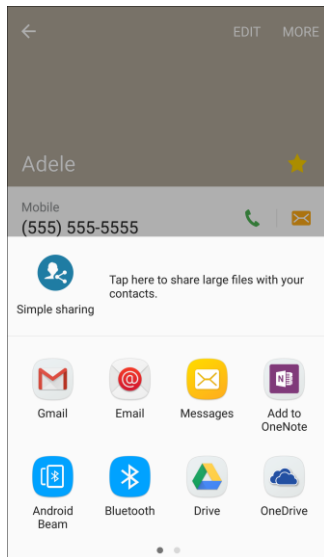 EDIT MORE
Adele
Mobile
(555) 555-5555
Tap here to share large files with your
contacts.
Simple sharing
Gmail Email Messages Add to
OneNote
Android
Beam Bluetooth Drive OneDrive